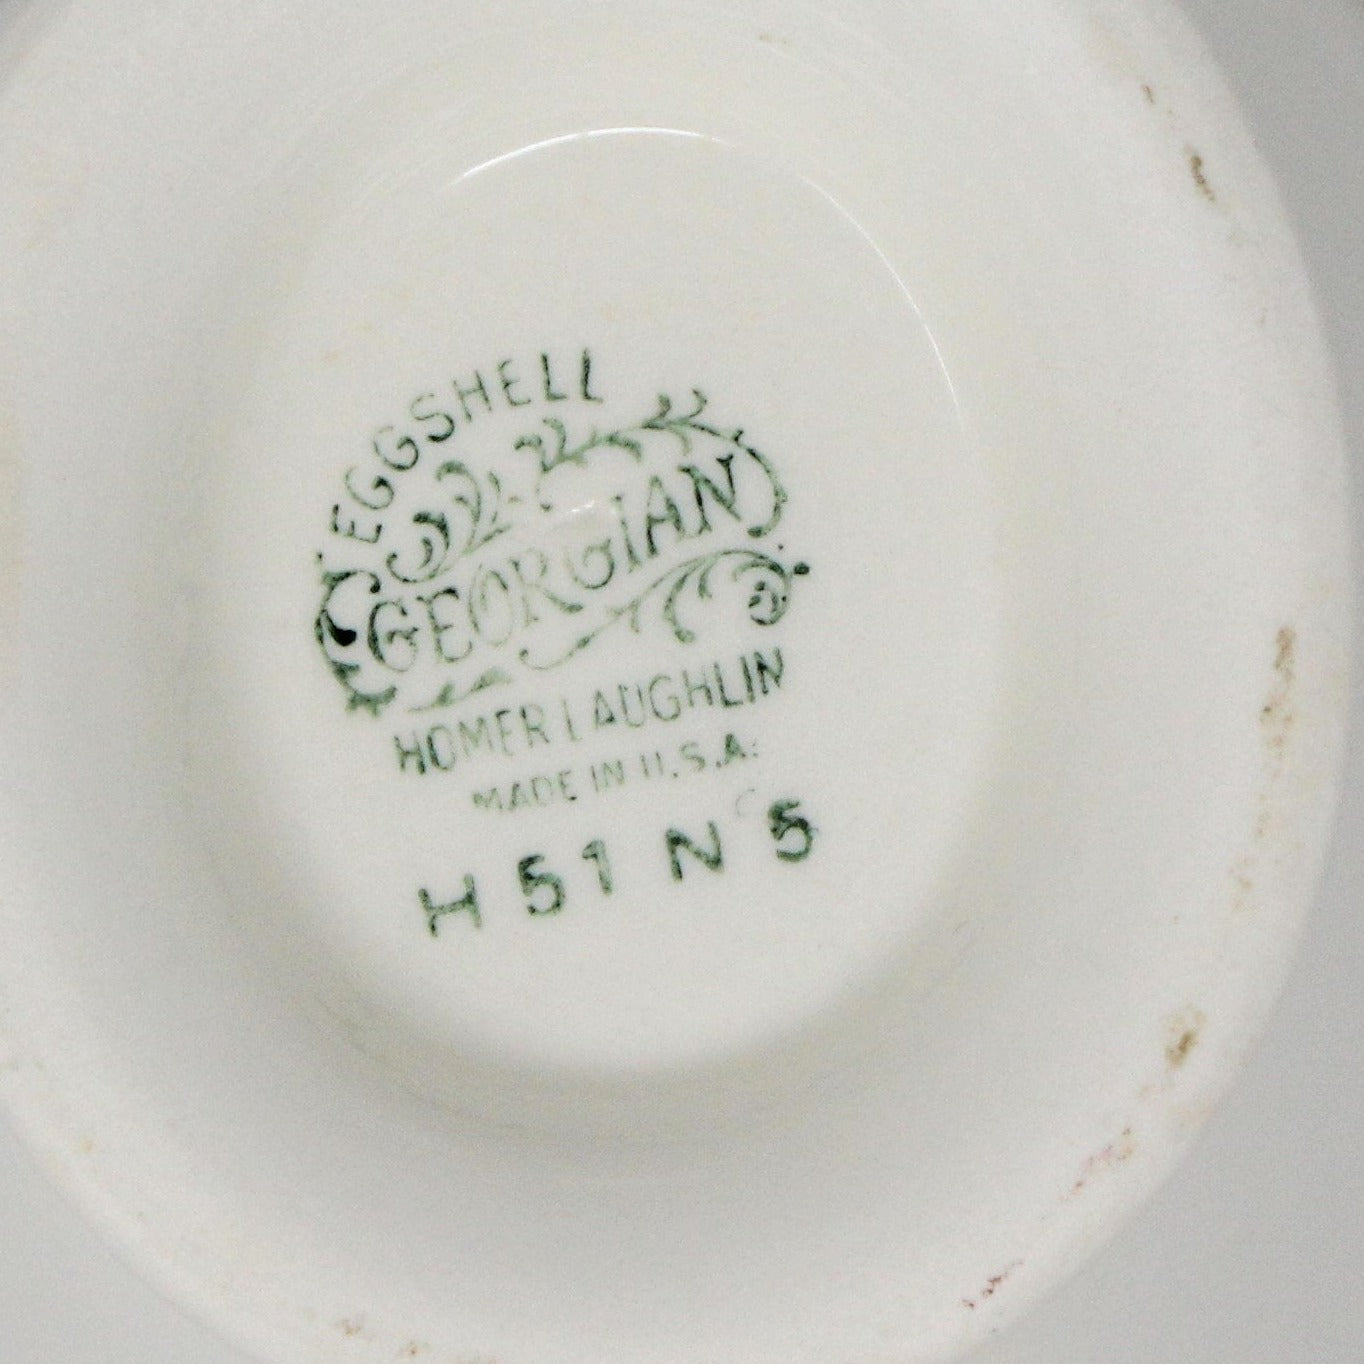 EGGSHELL
GEORGIAN
HOMER LAUGHLIN
MADE IN U.S.A.
H 51 N 5